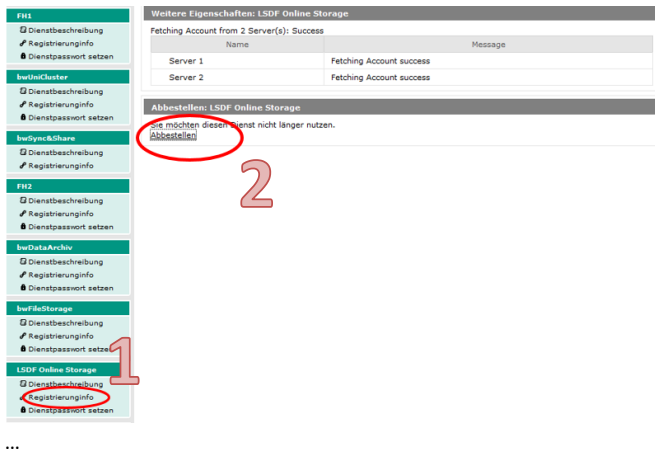 FH1
Dienstbeschreibung
Registrierunginfo
Dienstpasswort setzen
bwUniCluster
Dienstbeschreibung
Registrierunginfo
Dienstpasswort setzen
bwSync&Share
Dienstbeschreibung
Registrierunginfo
FH2
Dienstbeschreibung
Registrierunginfo
Dienstpasswort setzen
bwDataArchiv
Dienstbeschreibung
Registrierunginfo
Dienstpasswort setzen
bwFileStorage
Dienstbeschreibung
Registrierunginfo
Dienstpasswort setzen
LSDF Online Storage
Dienstbeschreibung
Registrierunginfo
Dienstpasswort setzen
1
Weitere Eigenschaften: LSDF Online Storage
Fetching Account from 2 Server(s): Success
Name Message
Server 1 Fetching Account success
Server 2 Fetching Account success
Abbestellen: LSDF Online Storage
Sie möchten diesen Dienst nicht länger nutzen.
Abbestellen
2
...